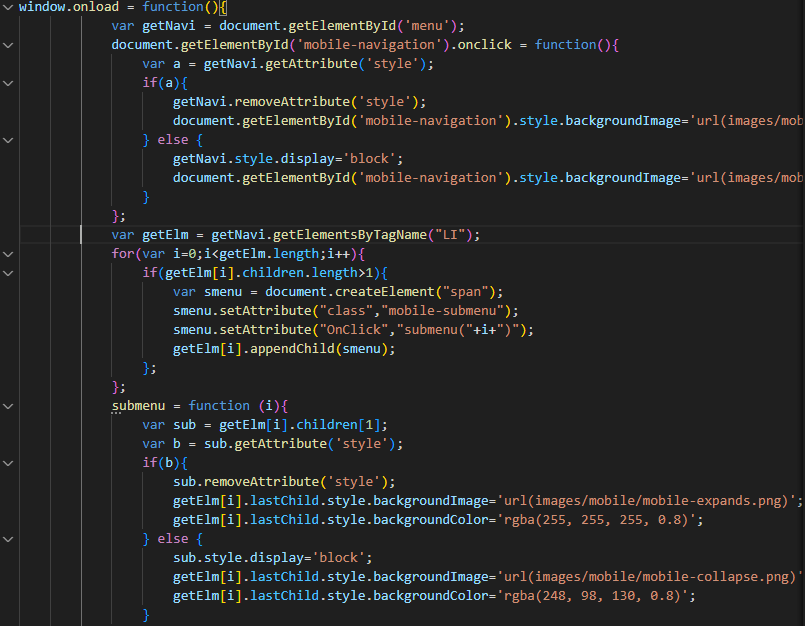 window.onload = function(){
var getNavi = document.getElementById('menu');
document.getElementById('mobile-navigation').onclick = function(){
var a = getNavi.getAttribute('style');
if(a){
getNavi.removeAttribute('style');
document.getElementById('mobile-navigation').style.backgroundImage='url(images/mob
} else {
getNavi.style.display='block';
document.getElementById('mobile-navigation').style.backgroundImage='url(images/mob
}
};
var getElm = getNavi.getElementsByTagName("LI");
for(var i=0;i<getElm.length;i++){
if(getElm[i].children.length>1){
var smenu = document.createElement("span");
smenu.setAttribute("class","mobile-submenu");
smenu.setAttribute("OnClick","submenu("+i+")");
getElm[i].appendChild(smenu);
};
};
submenu = function (i){
var sub = getElm[i].children[1];
var b = sub.getAttribute('style');
if(b){
sub.removeAttribute('style');
getElm[i].lastChild.style.backgroundImage='url(images/mobile/mobile-expands.png)';
getElm[i].lastChild.style.backgroundColor='rgba(255, 255, 255, 0.8)';
} else {
sub.style.display='block';
getElm[i].lastChild.style.backgroundImage='url(images/mobile/mobile-collapse.png)'
getElm[i].lastChild.style.backgroundColor='rgba(248, 98, 130, 0.8)';
}